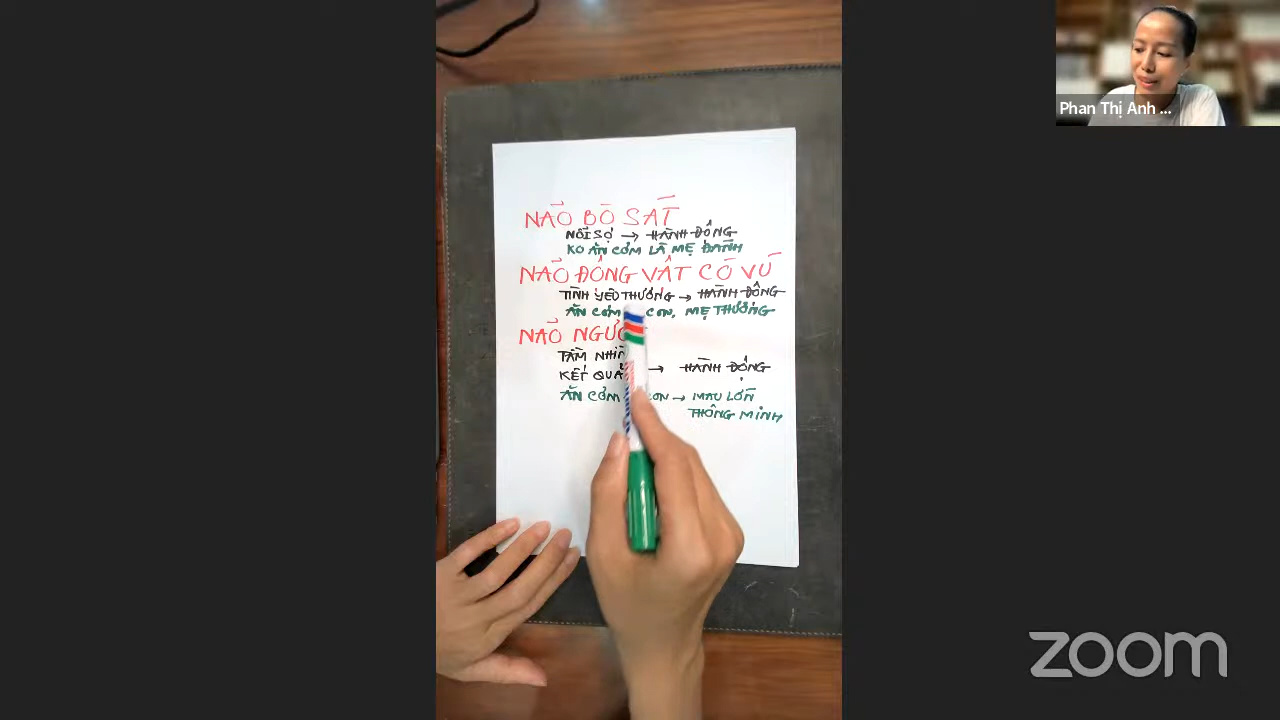 Phan Thị Anh ...
NÃO BÒ SÁT
NỖI SỢ → HÀNH ĐỘNG
KO ĂN CƠM LÀ MẸ ĐÁNH
NÃO ĐỘNG VẬT CÓ VÚ
TÌNH YÊU THƯƠNG → HÀNH ĐỘNG
ĂN CƠM CON, MẸ THƯƠNG
NÃO
TẦM
KẾT → HÀNH ĐỘNG
ĂN CƠM CON → MAU LỚN
THÔNG MINH
zoom